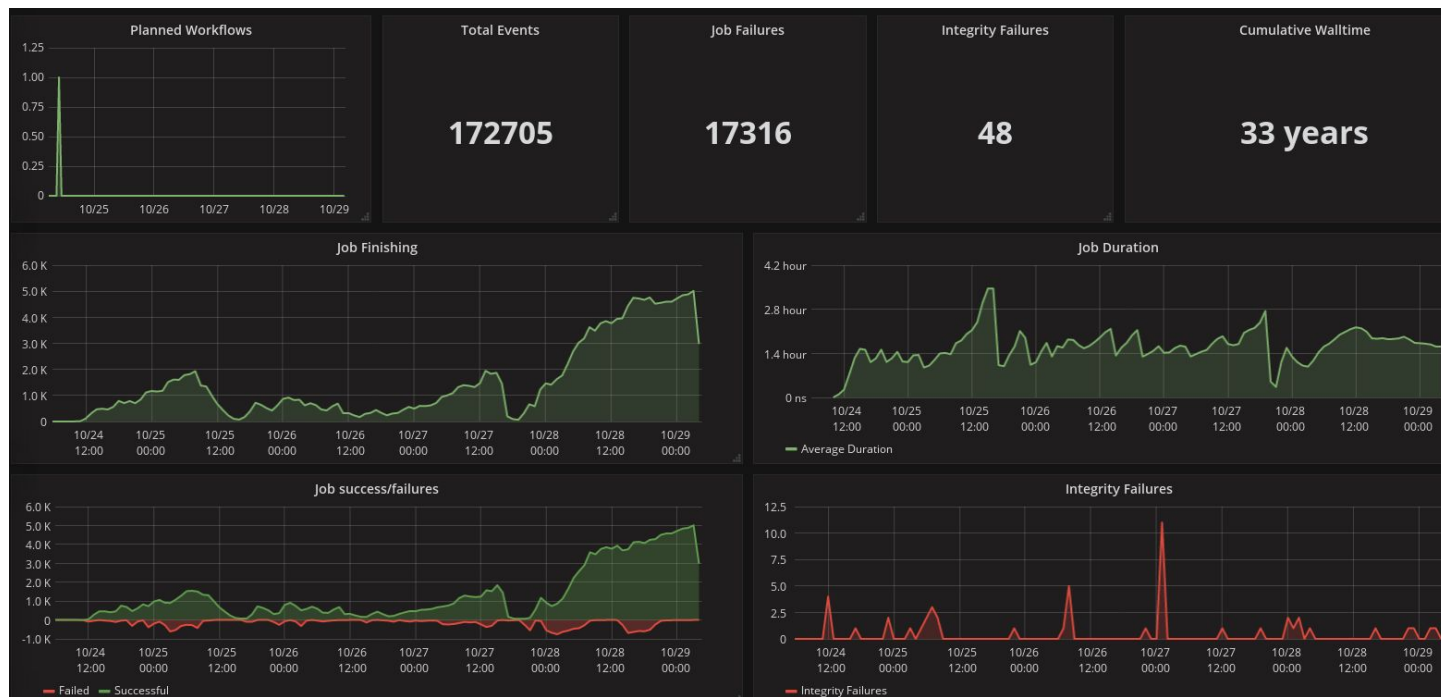 Planned Workflows
1.25
1.00
0.75
0.50
0.25
0
10/25 10/26 10/27 10/28 10/29
Total Events
172705
Job Failures
17316
Integrity Failures
48
Cumulative Walltime
33 years
Job Finishing
6.0 K
5.0 K
4.0 K
3.0 K
2.0 K
1.0 K
0
10/24 10/25 10/25 10/26 10/26 10/27 10/27 10/28 10/28 10/29
12:00 00:00 12:00 00:00 12:00 00:00 12:00 00:00 12:00 00:00
Job Duration
4.2 hour
2.8 hour
1.4 hour
0 ns
10/24 10/25 10/25 10/26 10/26 10/27 10/27 10/28 10/28 10/29
12:00 00:00 12:00 00:00 12:00 00:00 12:00 00:00 12:00 00:00
Average Duration
Job success/failures
6.0 K
5.0 K
4.0 K
3.0 K
2.0 K
1.0 K
0
-1.0 K
10/24 10/25 10/25 10/26 10/26 10/27 10/27 10/28 10/28 10/29
12:00 00:00 12:00 00:00 12:00 00:00 12:00 00:00 12:00 00:00
Failed Successful
Integrity Failures
12.5
10.0
7.5
5.0
2.5
0
10/24 10/25 10/25 10/26 10/26 10/27 10/27 10/28 10/28 10/29
12:00 00:00 12:00 00:00 12:00 00:00 12:00 00:00 12:00 00:00
Integrity Failures